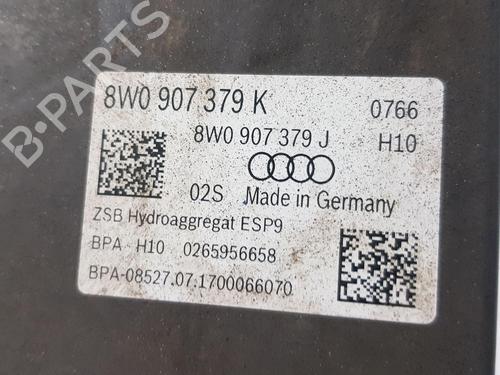 B-PARTS
8W0 907 379 K 0766
8W0 907 379 J H10
02S Made in Germany
ZSB Hydroaggregat ESP9
BPA - H10 0265956658
BPA-08527.07.1700066070